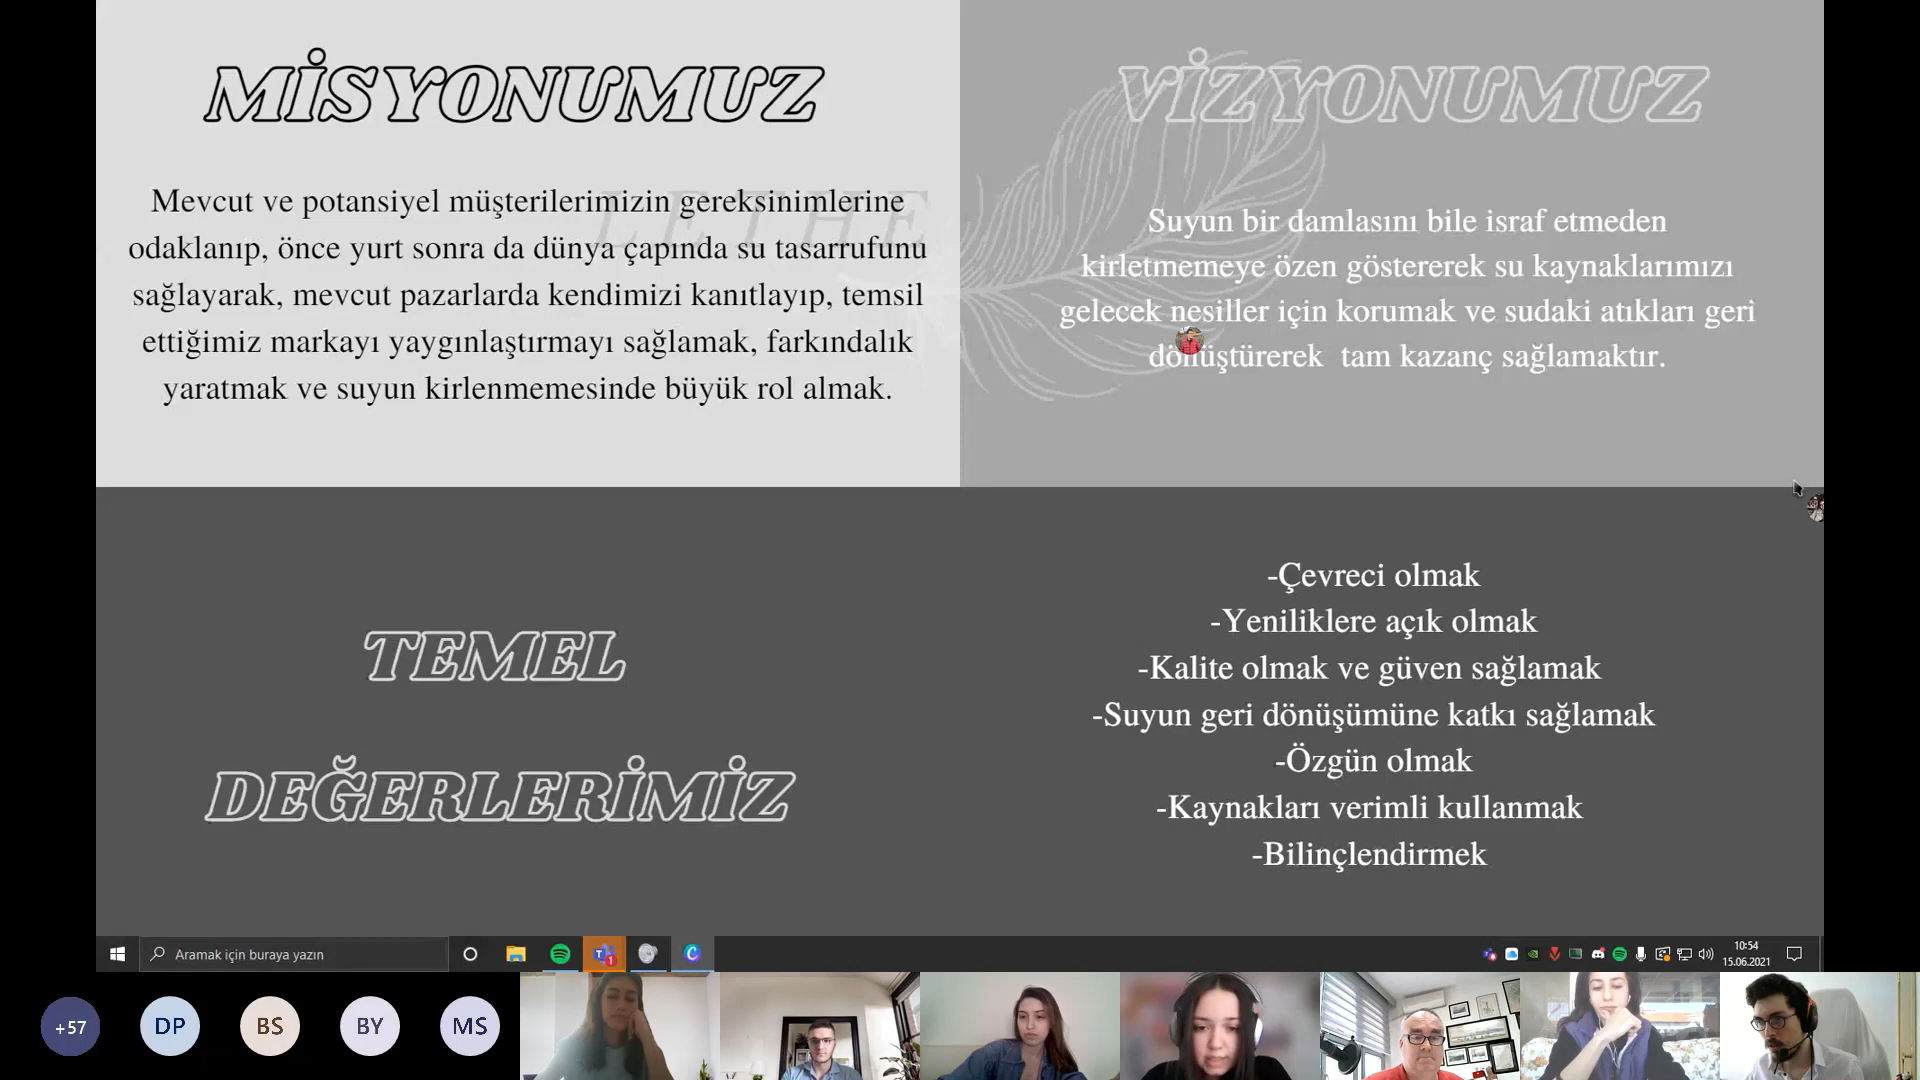 MİSYONUMUZ
Mevcut ve potansiyel müşterilerimizin gereksinimlerine
odaklanıp, önce yurt sonra da dünya çapında su tasarrufunu
sağlayarak, mevcut pazarlarda kendimizi kanıtlayıp, temsil
ettiğimiz markayı yaygınlaştırmayı sağlamak, farkındalık
yaratmak ve suyun kirlenmemesinde büyük rol almak.
LETHE
VİZYONUMUZ
Suyun bir damlasını bile israf etmeden
kirletmemeye özen göstererek su kaynaklarımızı
gelecek nesiller için korumak ve sudaki atıkları geri
dönüştürerek tam kazanç sağlamaktır.
TEMEL
DEĞERLERİMİZ
-Çevreci olmak
-Yeniliklere açık olmak
-Kalite olmak ve güven sağlamak
-Suyun geri dönüşümüne katkı sağlamak
-Özgün olmak
-Kaynakları verimli kullanmak
-Bilinçlendirmek
Aramak için buraya yazın
10:54
15.06.2021
+57
DP
BS
BY
MS